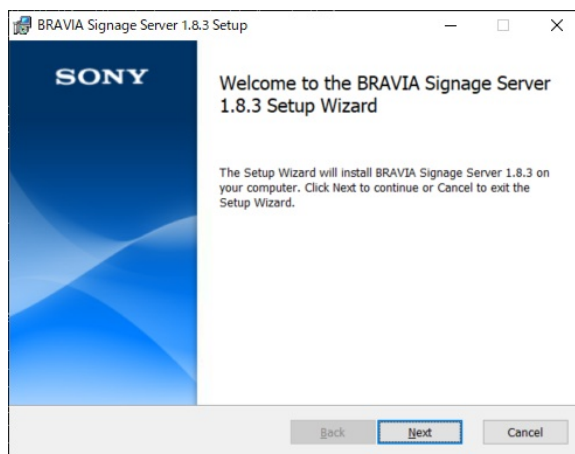 BRAVIA Signage Server 1.8.3 Setup
SONY
Welcome to the BRAVIA Signage Server
1.8.3 Setup Wizard
The Setup Wizard will install BRAVIA Signage Server 1.8.3 on
your computer. Click Next to continue or Cancel to exit the
Setup Wizard.
Back
Next
Cancel